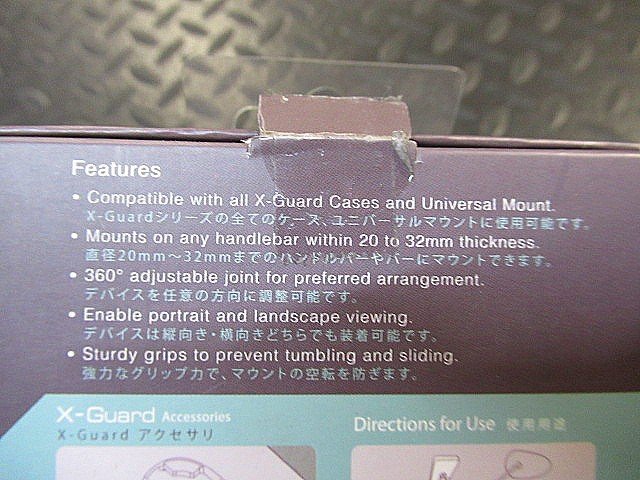 Features
• Compatible with all X-Guard Cases and Universal Mount.
X-Guardシリーズの全てのケース、ユニバーサルマウントに使用可能です。
• Mounts on any handlebar within 20 to 32mm thickness.
直径20mm～32mmまでのハンドルバーやバーにマウントできます。
• 360° adjustable joint for preferred arrangement.
デバイスを任意の方向に調整可能です。
• Enable portrait and landscape viewing.
デバイスは縦向き・横向きどちらでも装着可能です。
• Sturdy grips to prevent tumbling and sliding.
強力なグリップ力で、マウントの空転を防ぎます。
X-Guard Accessories
X-Guard アクセサリ
Directions for Use 使用用途